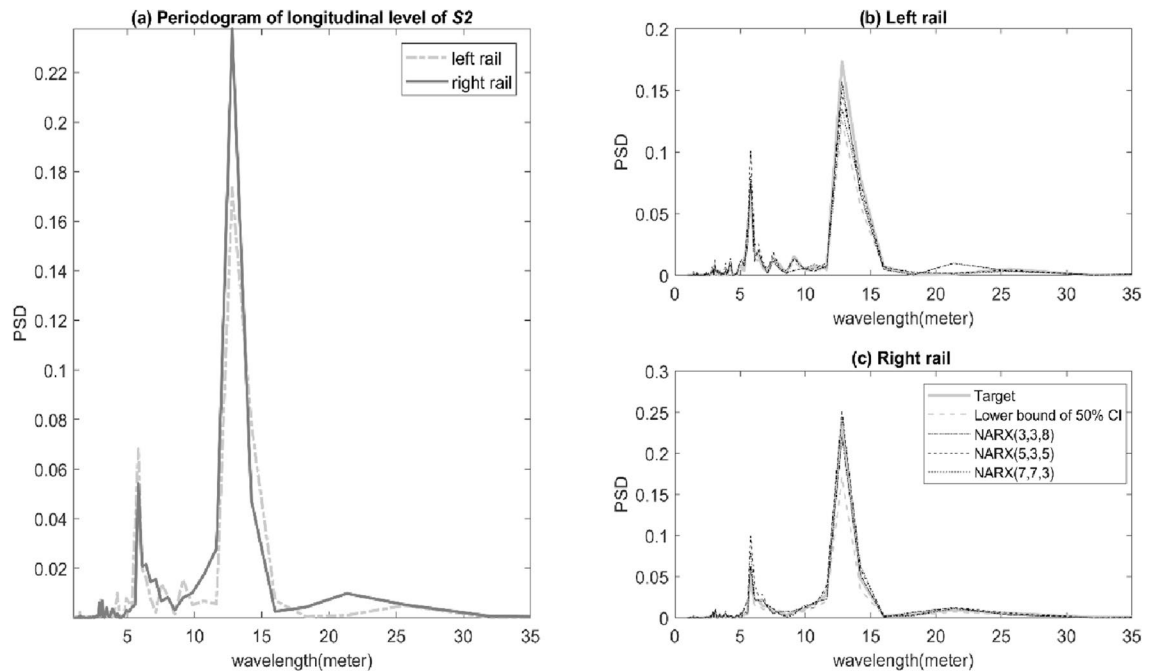 (a) Periodogram of longitudinal level of S2
left rail
right rail
0.22
0.2
0.18
0.16
0.14
0.12
0.1
0.08
0.06
0.04
0.02
PSD
5 10 15 20 25 30 35
wavelength(meter)
(b) Left rail
0.2
0.15
0.1
0.05
0
PSD
0 5 10 15 20 25 30 35
wavelength(meter)
(c) Right rail
Target
Lower bound of 50% CI
NARX(3,3,8)
NARX(5,3,5)
NARX(7,7,3)
0.3
0.25
0.2
0.15
0.1
0.05
0
PSD
0 5 10 15 20 25 30 35
wavelength(meter)